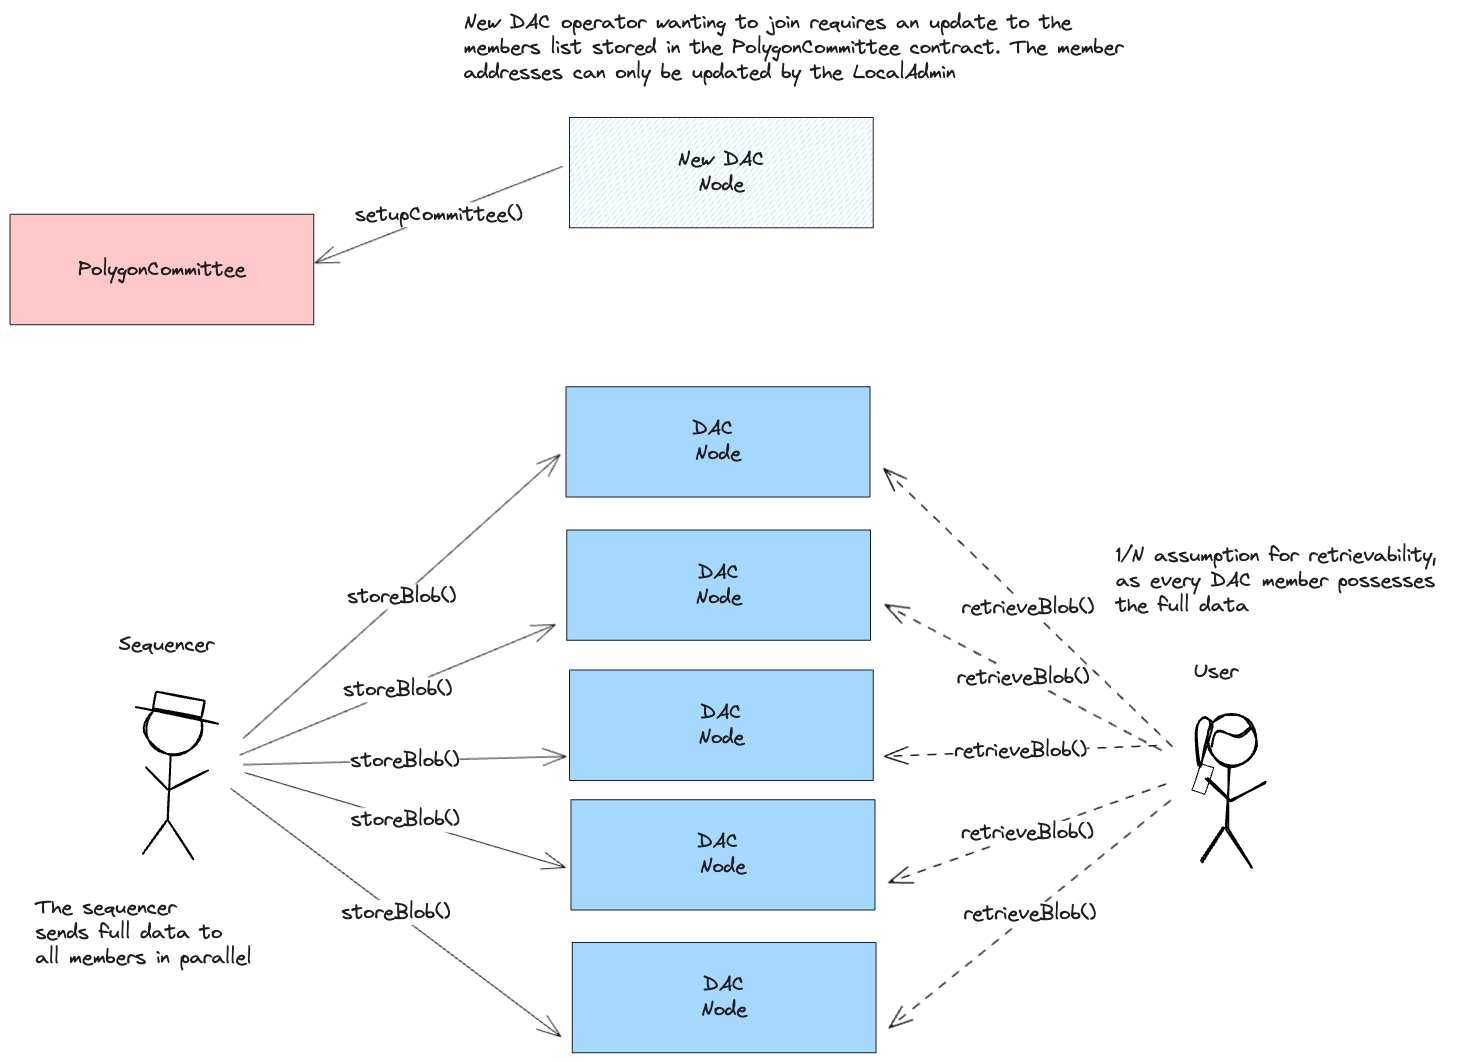 New DAC operator wanting to join requires an update to the
members list stored in the PolygonCommittee contract. The member
addresses can only be updated by the LocalAdmin
New DAC
Node
setupCommittee()
PolygonCommittee
DAC
Node
DAC
Node
DAC
Node
DAC
Node
DAC
Node
storeBlob()
storeBlob()
storeBlob()
storeBlob()
storeBlob()
Sequencer
The sequencer
sends full data to
all members in parallel
retrieveBlob()
retrieveBlob()
retrieveBlob()
retrieveBlob()
retrieveBlob()
1/N assumption for retrievability,
as every DAC member possesses
the full data
User